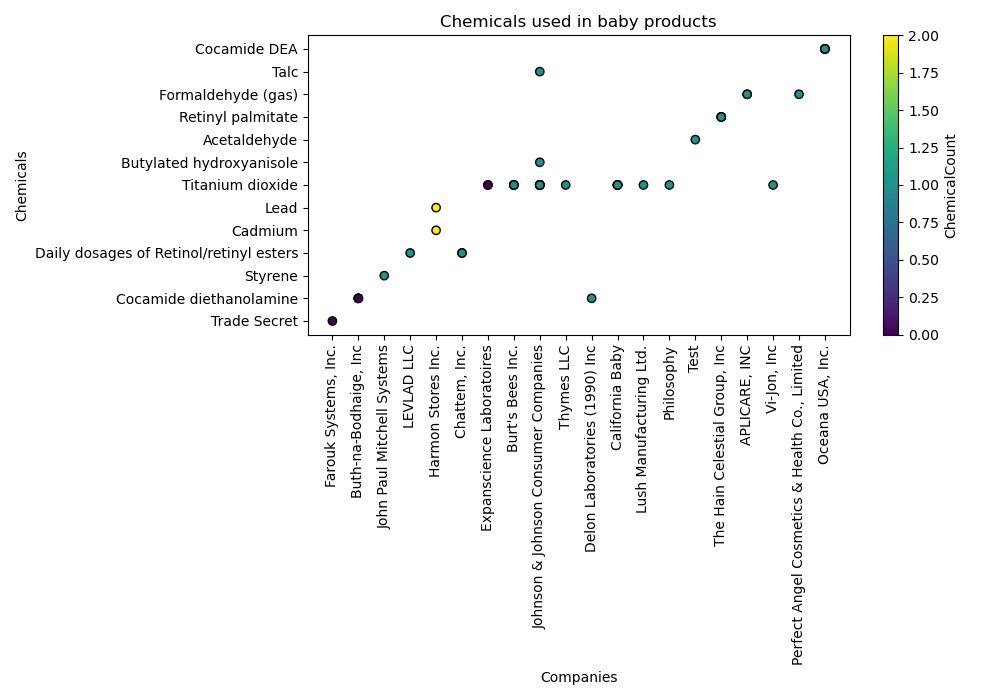 Chemicals used in baby products
Chemicals
Cocamide DEA
Talc
Formaldehyde (gas)
Retinyl palmitate
Acetaldehyde
Butylated hydroxyanisole
Titanium dioxide
Lead
Cadmium
Daily dosages of Retinol/retinyl esters
Styrene
Cocamide diethanolamine
Trade Secret
Farouk Systems, Inc.
Buth-na-Bodhaige, Inc
John Paul Mitchell Systems
LEVLAD LLC
Harmon Stores Inc.
Chattem, Inc.
Expanscience Laboratoires
Burt's Bees Inc.
Johnson & Johnson Consumer Companies
Thymes LLC
Delon Laboratories (1990) Inc
California Baby
Lush Manufacturing Ltd.
Philosophy
Test
The Hain Celestial Group, Inc
APLICARE, INC
Vi-Jon, Inc
Perfect Angel Cosmetics & Health Co., Limited
Oceana USA, Inc.
Companies
2.00
1.75
1.50
1.25
1.00
0.75
0.50
0.25
0.00
ChemicalCount